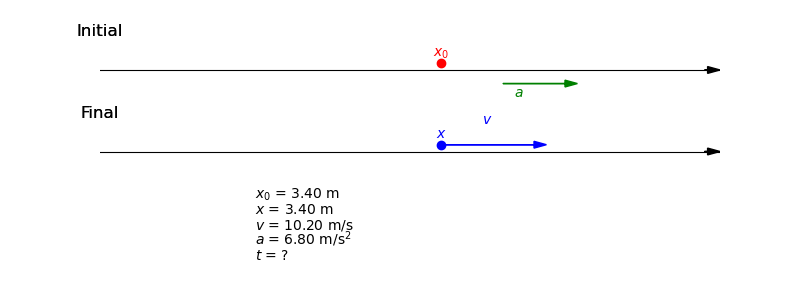 Initial
x₀
a
Final
v
x
x₀ = 3.40 m
x = 3.40 m
v = 10.20 m/s
a = 6.80 m/s²
t = ?